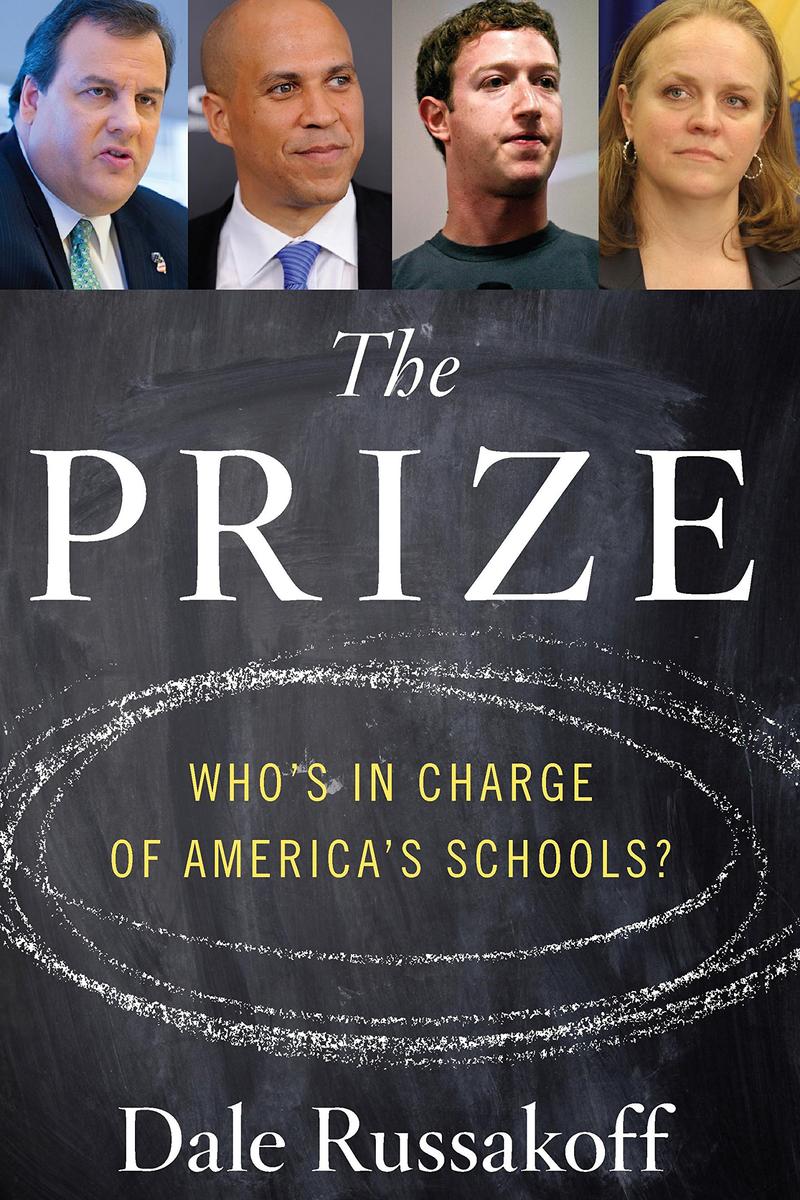 The
PRIZE
WHO'S IN CHARGE
OF AMERICA'S SCHOOLS?
Dale Russakoff